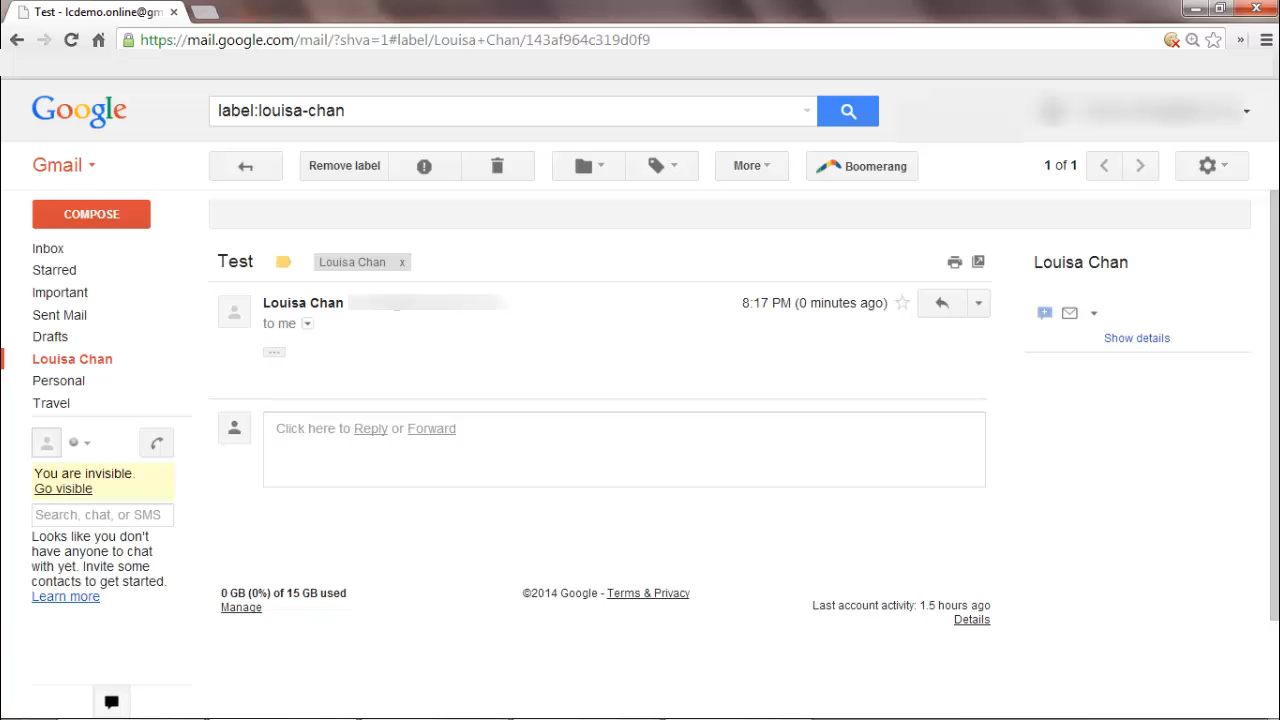 Test - lcdemo.online@gm
https://mail.google.com/mail/?shva=1#label/Louisa+Chan/143af964c319d0f9
Google
label:louisa-chan
Gmail
Remove label
More
Boomerang
1 of 1
COMPOSE
Inbox
Starred
Important
Sent Mail
Drafts
Louisa Chan
Personal
Travel
Test
Louisa Chan x
Louisa Chan
8:17 PM (0 minutes ago)
to me
Louisa Chan
Show details
Click here to Reply or Forward
You are invisible.
Go visible
Search, chat, or SMS
Looks like you don't
have anyone to chat
with yet. Invite some
contacts to get started.
Learn more
0 GB (0%) of 15 GB used
Manage
©2014 Google - Terms & Privacy
Last account activity: 1.5 hours ago
Details